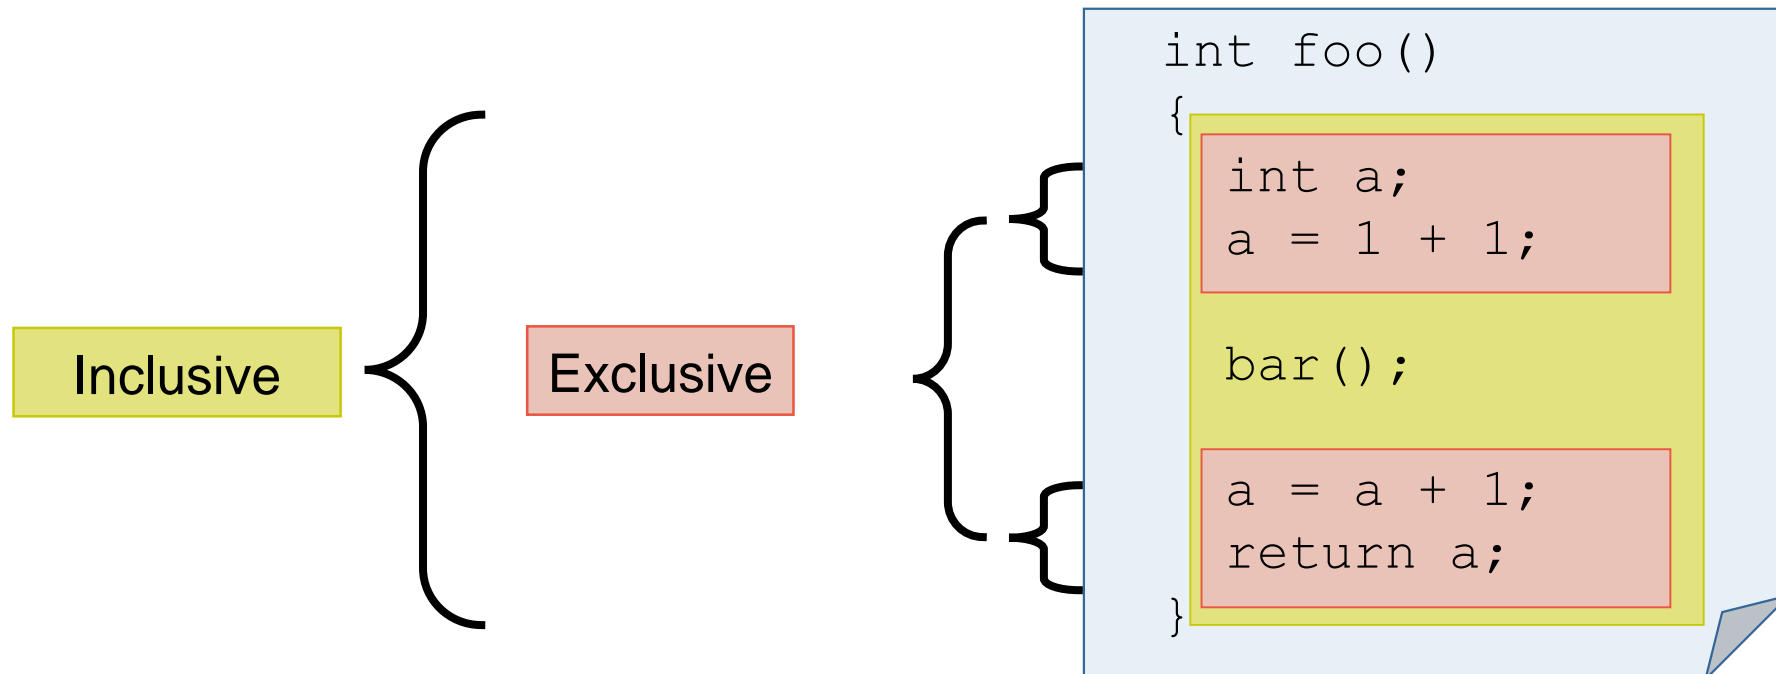 int foo()
{
int a;
a = 1 + 1;
Inclusive
Exclusive
bar();
a = a + 1;
return a;
}